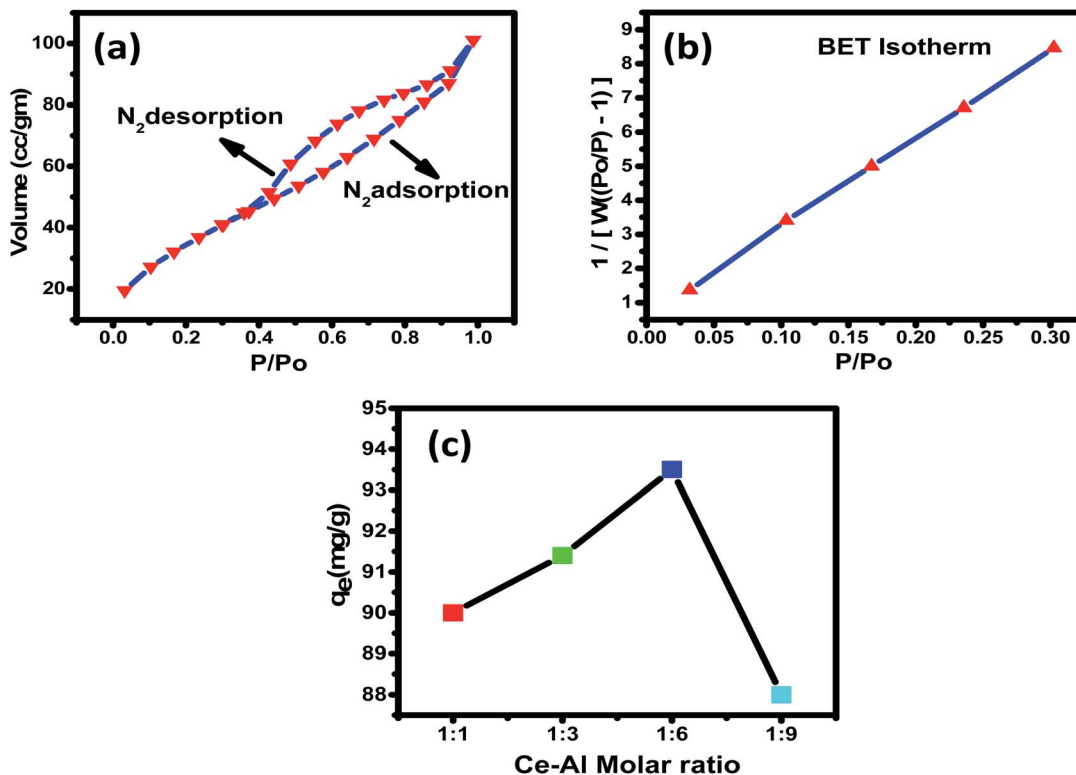 (a)
Volume (cc/gm)
100
80
60
40
20
N2desorption
N2adsorption
0.0 0.2 0.4 0.6 0.8 1.0
P/Po
(b)
BET Isotherm
1 / [ W((Po/P) - 1) ]
9
8
7
6
5
4
3
2
1
0.00 0.05 0.10 0.15 0.20 0.25 0.30
P/Po
(c)
qe(mg/g)
95
94
93
92
91
90
89
88
1:1 1:3 1:6 1:9
Ce-Al Molar ratio